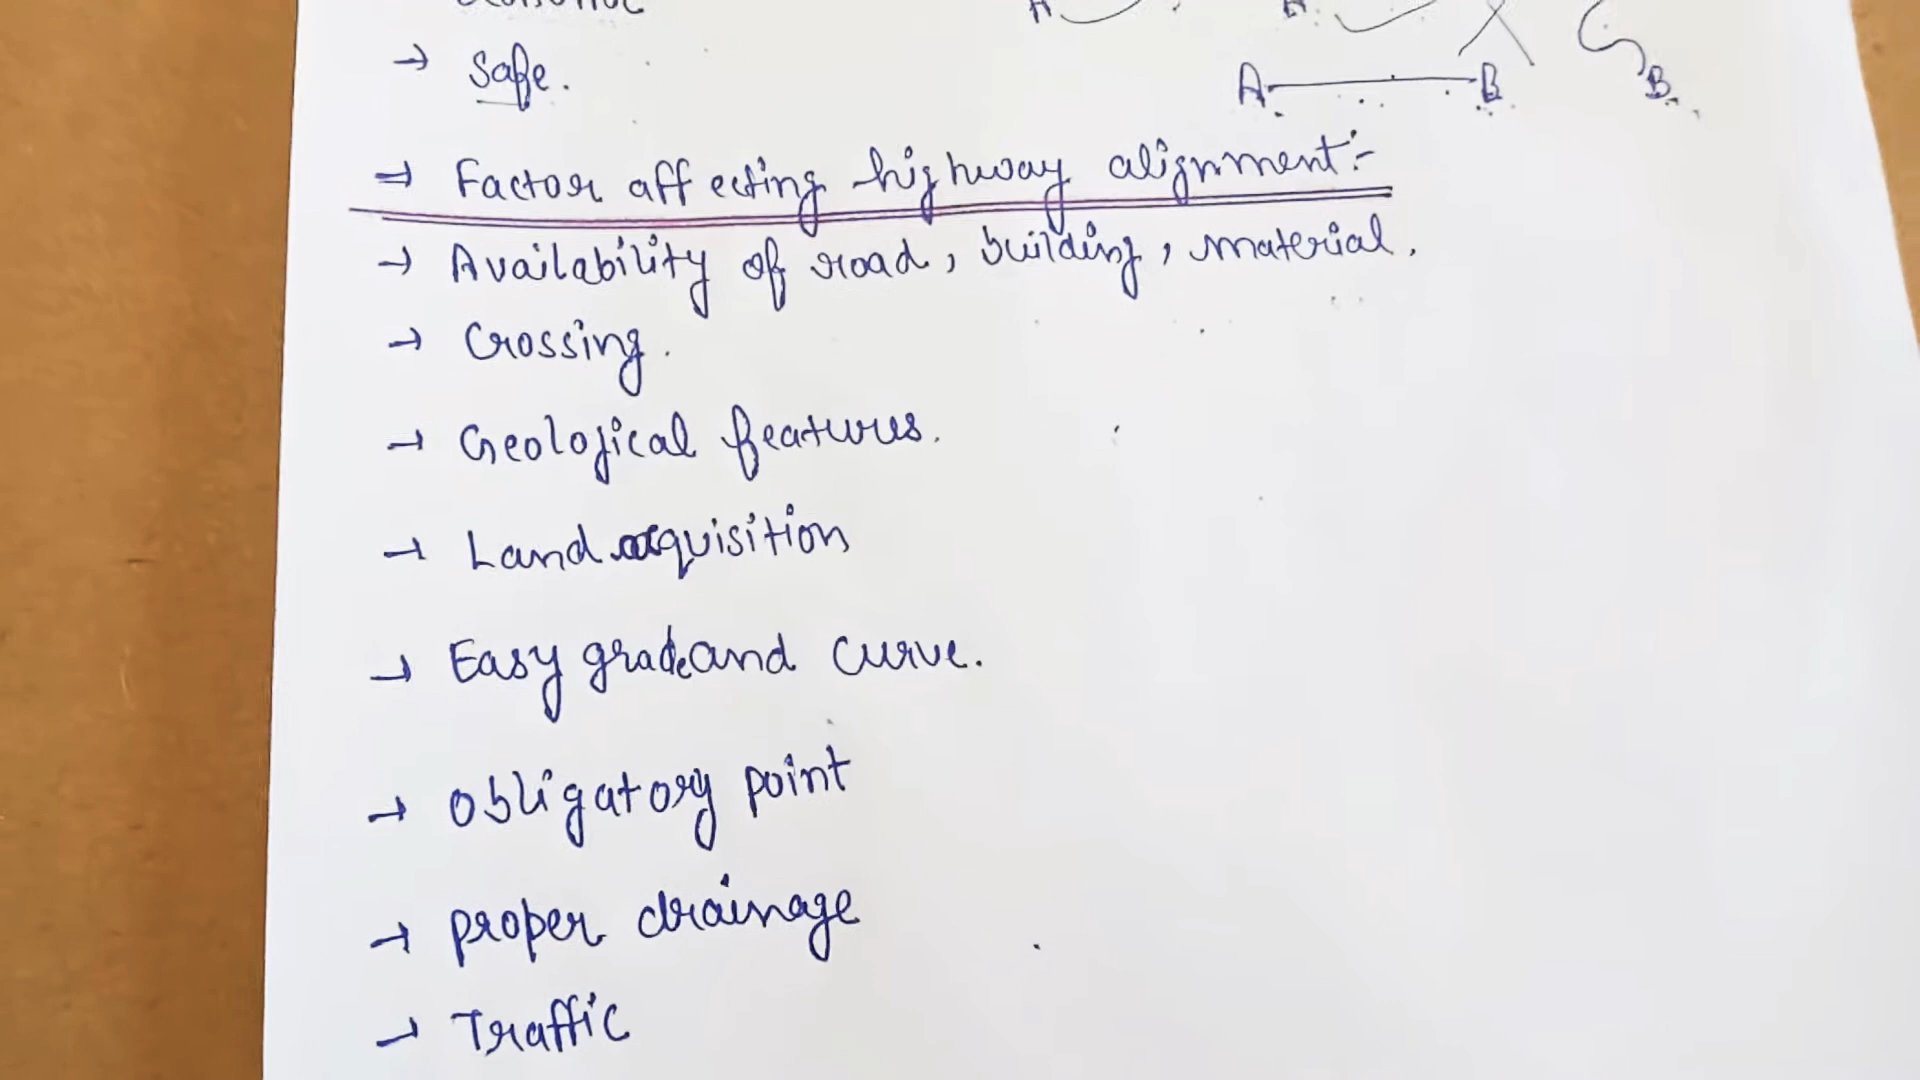 → Safe.
A B B
⇒ Factor affecting highway alignment:-
→ Availability of road, building, material.
→ Crossing.
→ Geological features.
→ Land acquisition
→ Easy grade and curve.
→ Obligatory point
→ proper drainage
→ Traffic